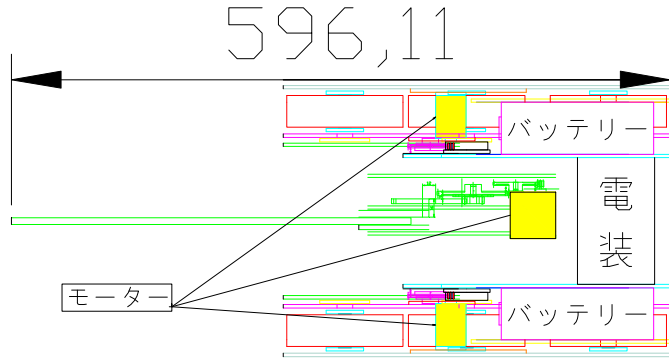 596,11
バッテリー
電
装
モーター
バッテリー